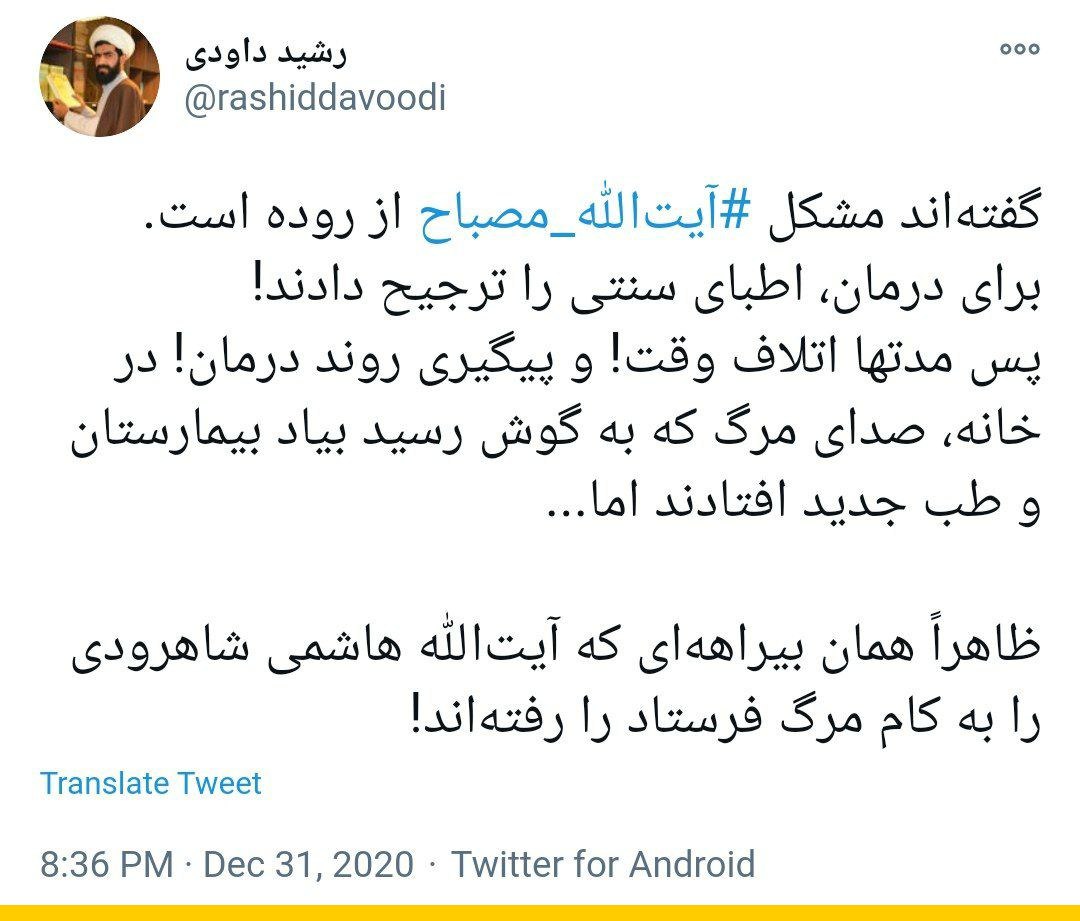 رشید داودی
@rashiddavoodi
گفته‌اند مشکل #آیت‌الله_مصباح از روده است.
برای درمان، اطبای سنتی را ترجیح دادند!
پس مدتها اتلاف وقت! و پیگیری روند درمان! در
خانه، صدای مرگ که به گوش رسید بیاد بیمارستان
و طب جدید افتادند اما...
ظاهراً همان بیراهه‌ای که آیت‌الله هاشمی شاهرودی
را به کام مرگ فرستاد را رفته‌اند!
Translate Tweet
8:36 PM · Dec 31, 2020 · Twitter for Android